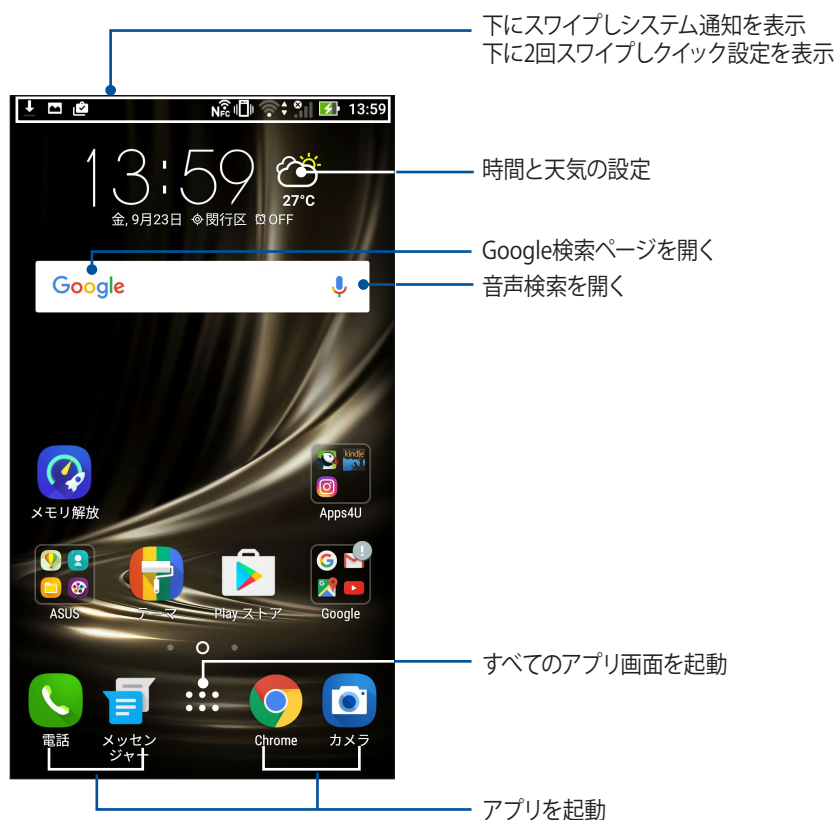 下にスワイプしシステム通知を表示
下に2回スワイプしクイック設定を表示
NFC 13:59
13:59
27°C
金, 9月23日 閔行区 OFF
時間と天気の設定
Google検索ページを開く
Google
音声検索を開く
kindle
メモリ解放
Apps4U
ASUS
テーマ
Play ストア
Google
すべてのアプリ画面を起動
電話
メッセン
ジャー
Chrome
カメラ
アプリを起動